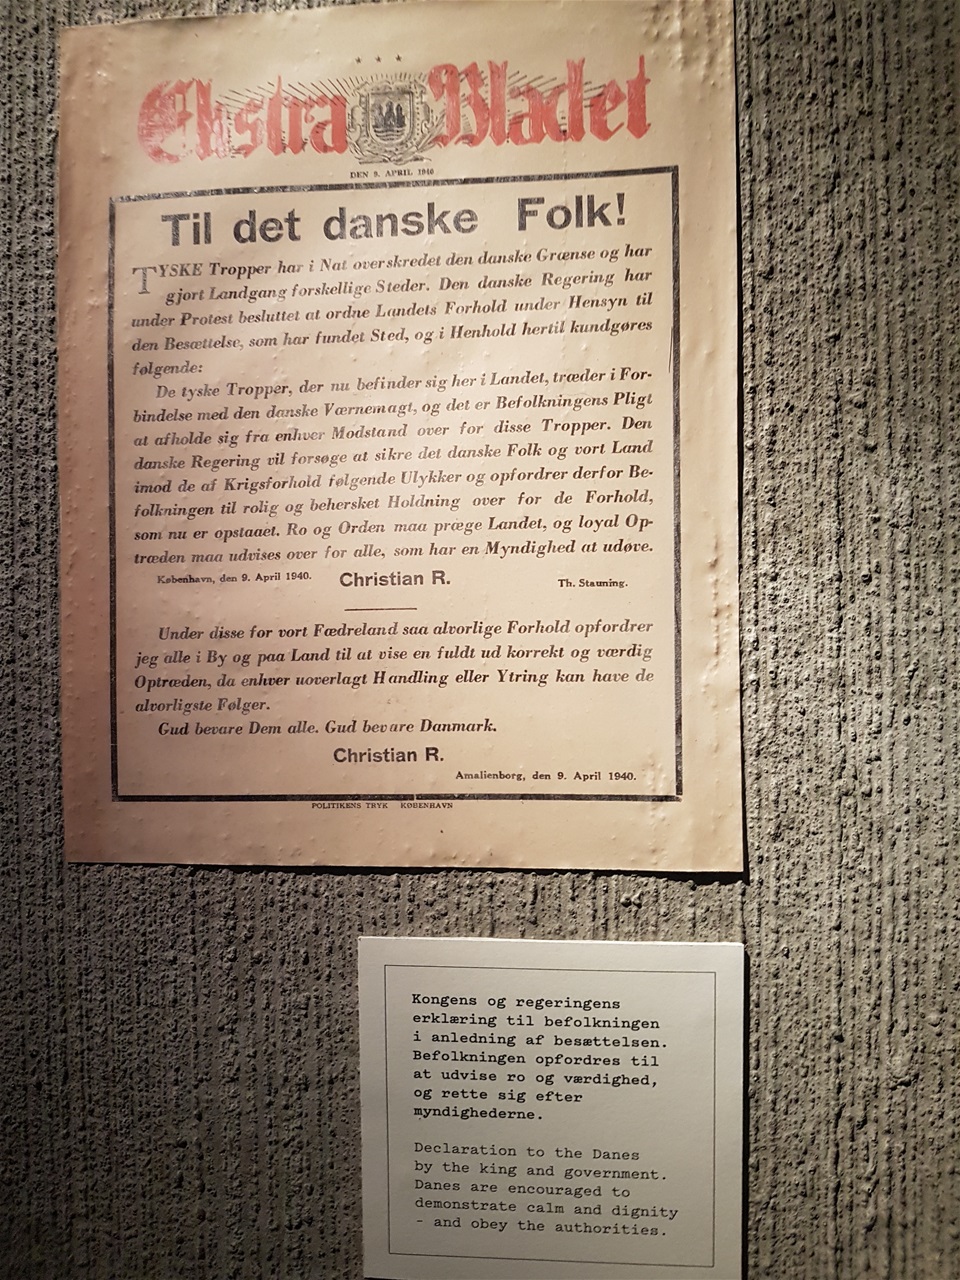 Ekstra Bladet
DEN 9. APRIL 1940
Til det danske Folk!
TYSKE Tropper har i Nat overskredet den danske Grænse og har
gjort Landgang forskellige Steder. Den danske Regering har
under Protest besluttet at ordne Landets Forhold under Hensyn til
den Besættelse, som har fundet Sted, og i Henhold hertil kundgøres
følgende:
De tyske Tropper, der nu befinder sig her i Landet, træder i For-
bindelse med den danske Værnemagt, og det er Befolkningens Pligt
at afholde sig fra enhver Modstand over for disse Tropper. Den
danske Regering vil forsøge at sikre det danske Folk og vort Land
imod de af Krigsforhold følgende Ulykker og opfordrer derfor Be-
folkningen til rolig og behersket Holdning over for de Forhold,
som nu er opstaaet. Ro og Orden maa præge Landet, og loyal Op-
træden maa udvises over for alle, som har en Myndighed at udøve.
København, den 9. April 1940. Christian R. Th. Stauning.
Under disse for vort Fædreland saa alvorlige Forhold opfordrer
jeg alle i By og paa Land til at vise en fuldt ud korrekt og værdig
Optræden, da enhver uoverlagt Handling eller Ytring kan have de
alvorligste Følger.
Gud bevare Dem alle. Gud bevare Danmark.
Christian R.
Amalienborg, den 9. April 1940.
POLITIKENS TRYK KØBENHAVN
Kongens og regeringens
erklæring til befolkningen
i anledning af besættelsen.
Befolkningen opfordres til
at udvise ro og værdighed,
og rette sig efter
myndighederne.
Declaration to the Danes
by the king and government.
Danes are encouraged to
demonstrate calm and dignity
- and obey the authorities.